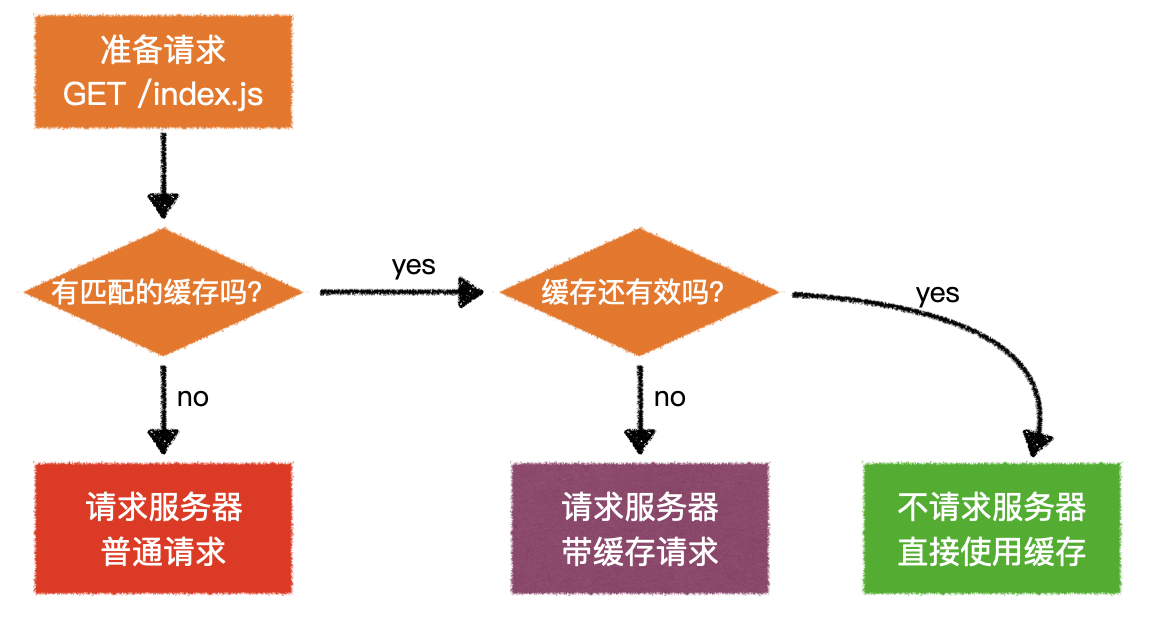 准备请求
GET /index.js
有匹配的缓存吗?
yes
缓存还有效吗?
yes
no
no
请求服务器
普通请求
请求服务器
带缓存请求
不请求服务器
直接使用缓存